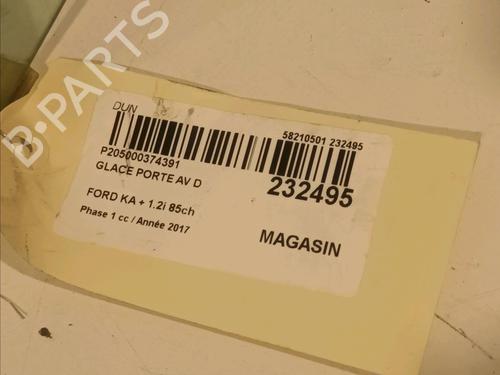 B-PARTS
DUN
58210501 232495
P205000374391
GLACE PORTE AV D
232495
FORD KA + 1.2i 85ch
Phase 1 cc / Année 2017
MAGASIN